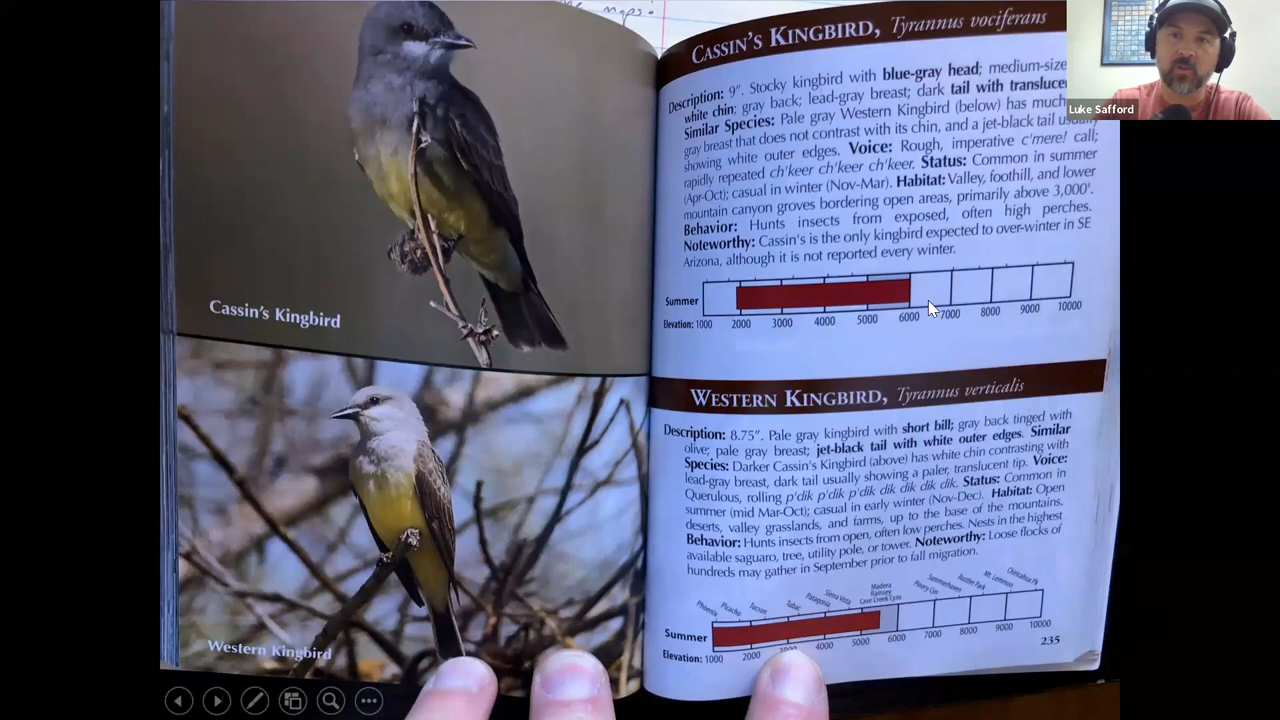 the maps.
Cassin's Kingbird
Western Kingbird
CASSIN'S KINGBIRD, Tyrannus vociferans
Description: 9". Stocky kingbird with blue-gray head; medium-size
white chin; gray back; lead-gray breast; dark tail with translucen
Similar Species: Pale gray Western Kingbird (below) has much
gray breast that does not contrast with its chin, and a jet-black tail usually
showing white outer edges. Voice: Rough, imperative c'mere! call;
rapidly repeated ch'keer ch'keer ch'keer. Status: Common in summer
(Apr-Oct); casual in winter (Nov-Mar). Habitat: Valley, foothill, and lower
mountain canyon groves bordering open areas, primarily above 3,000'.
Behavior: Hunts insects from exposed, often high perches.
Noteworthy: Cassin's is the only kingbird expected to over-winter in SE
Arizona, although it is not reported every winter.
Summer
Elevation: 1000 2000 3000 4000 5000 6000 7000 8000 9000 10000
WESTERN KINGBIRD, Tyrannus verticalis
Description: 8.75". Pale gray kingbird with short bill; gray back tinged with
olive; pale gray breast; jet-black tail with white outer edges. Similar
Species: Darker Cassin's Kingbird (above) has white chin contrasting with
lead-gray breast, dark tail usually showing a paler, translucent tip. Voice:
Querulous, rolling p'dik p'dik p'dik dik dik dik dik. Status: Common in
summer (mid Mar-Oct); casual in early winter (Nov-Dec). Habitat: Open
deserts, valley grasslands, and farms, up to the base of the mountains.
Behavior: Hunts insects from open, often low perches. Nests in the highest
available saguaro, tree, utility pole, or tower. Noteworthy: Loose flocks of
hundreds may gather in September prior to fall migration.
Phoenix Picacho Tucson Tubac Patagonia Sierra Vista Madera Ramsey Cave Creek Cyns Pinery Cyn Summerhaven Rustler Park Mt. Lemmon Chiricahua Pk
Summer
Elevation: 1000 2000 3000 4000 5000 6000 7000 8000 9000 10000
235
Luke Safford